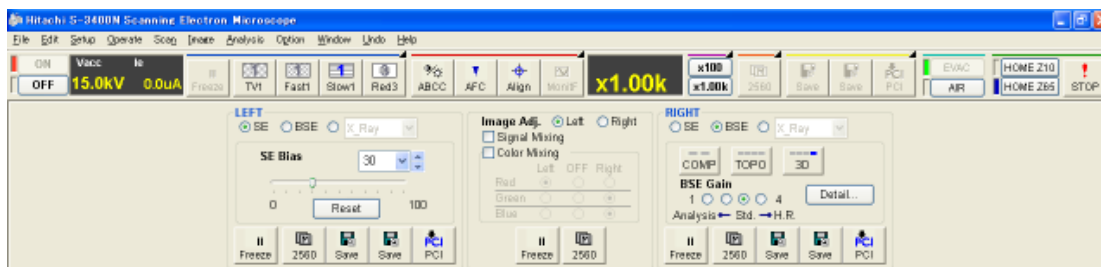 Hitachi S-3400N Scanning Electron Microscope
File Edit Setup Operate Scan Image Analysis Option Window Undo Help
ON Vacc Ie x100 EVAC HOME Z10
OFF 15.0kV 0.0uA Freeze TV1 Fast1 Slow1 Red3 ABCC AFC Align MonitF x1.00k x1.00k 2560 Save Save PCI AIR HOME Z65 STOP
LEFT Image Adj. Left Right RIGHT
SE BSE X_Ray Signal Mixing SE BSE X_Ray
SE Bias 30 Color Mixing COMP TOPO 3D
Left OFF Right
Red BSE Gain
0 Reset 100 Green 1 4 Detail...
Blue Analysis ← Std. → H.R.
Freeze 2560 Save Save PCI Freeze 2560 Freeze 2560 Save Save PCI